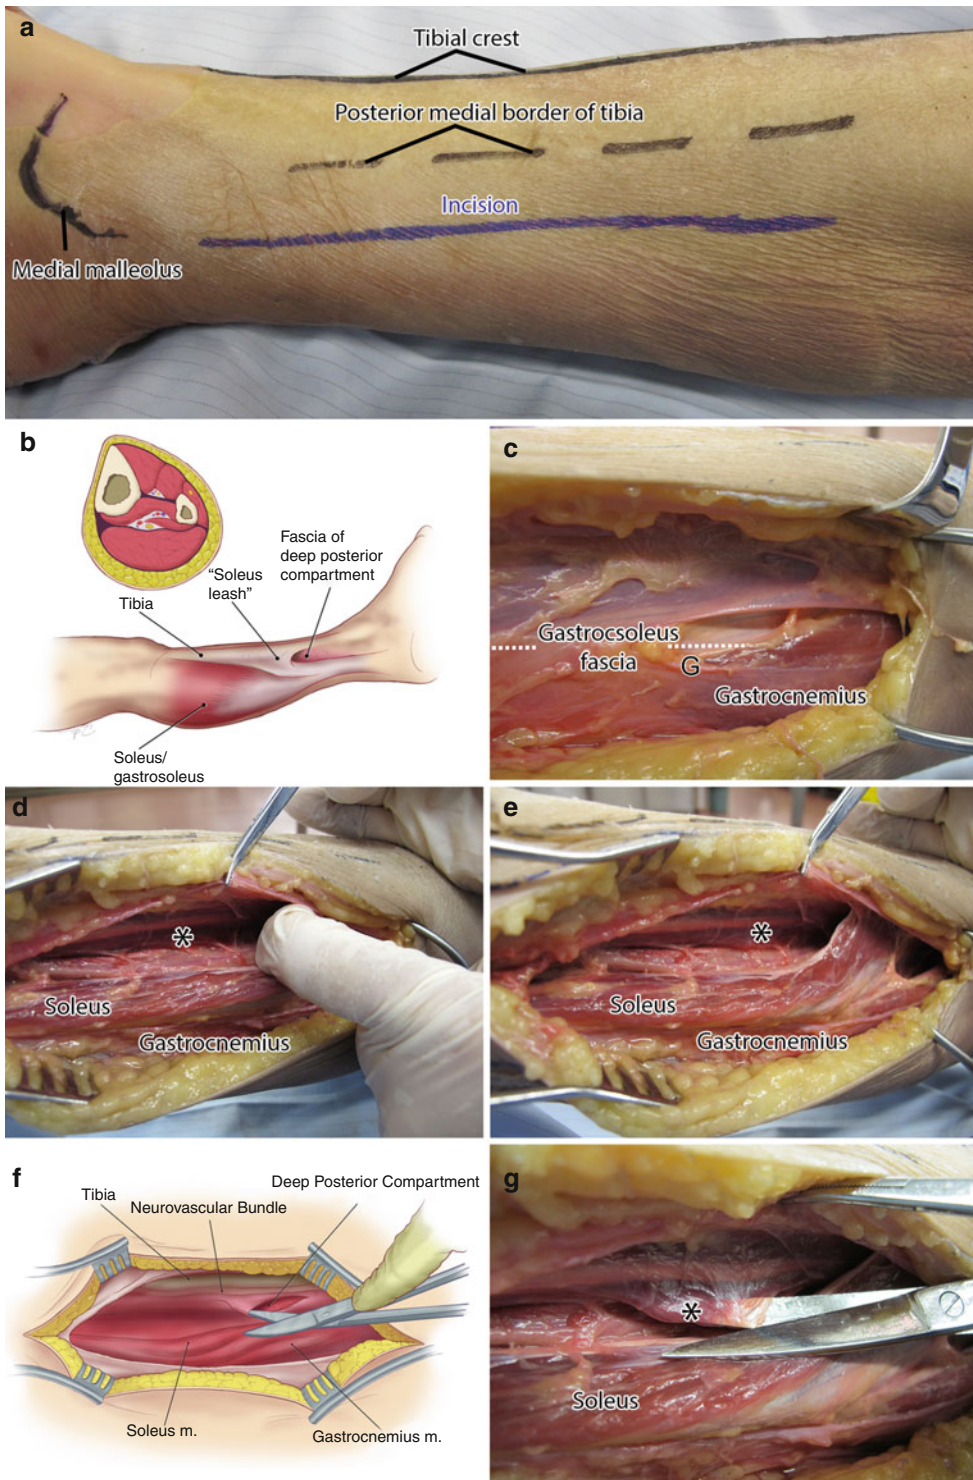 a
Tibial crest
Posterior medial border of tibia
Incision
Medial malleolus
b
Fascia of
deep posterior
compartment
"Soleus
leash"
Tibia
Soleus/
gastrosoleus
c
Gastrocsoleus
fascia
G
Gastrocnemius
d
*
Soleus
Gastrocnemius
e
*
Soleus
Gastrocnemius
f
Deep Posterior Compartment
Tibia
Neurovascular Bundle
Soleus m.
Gastrocnemius m.
g
*
Soleus